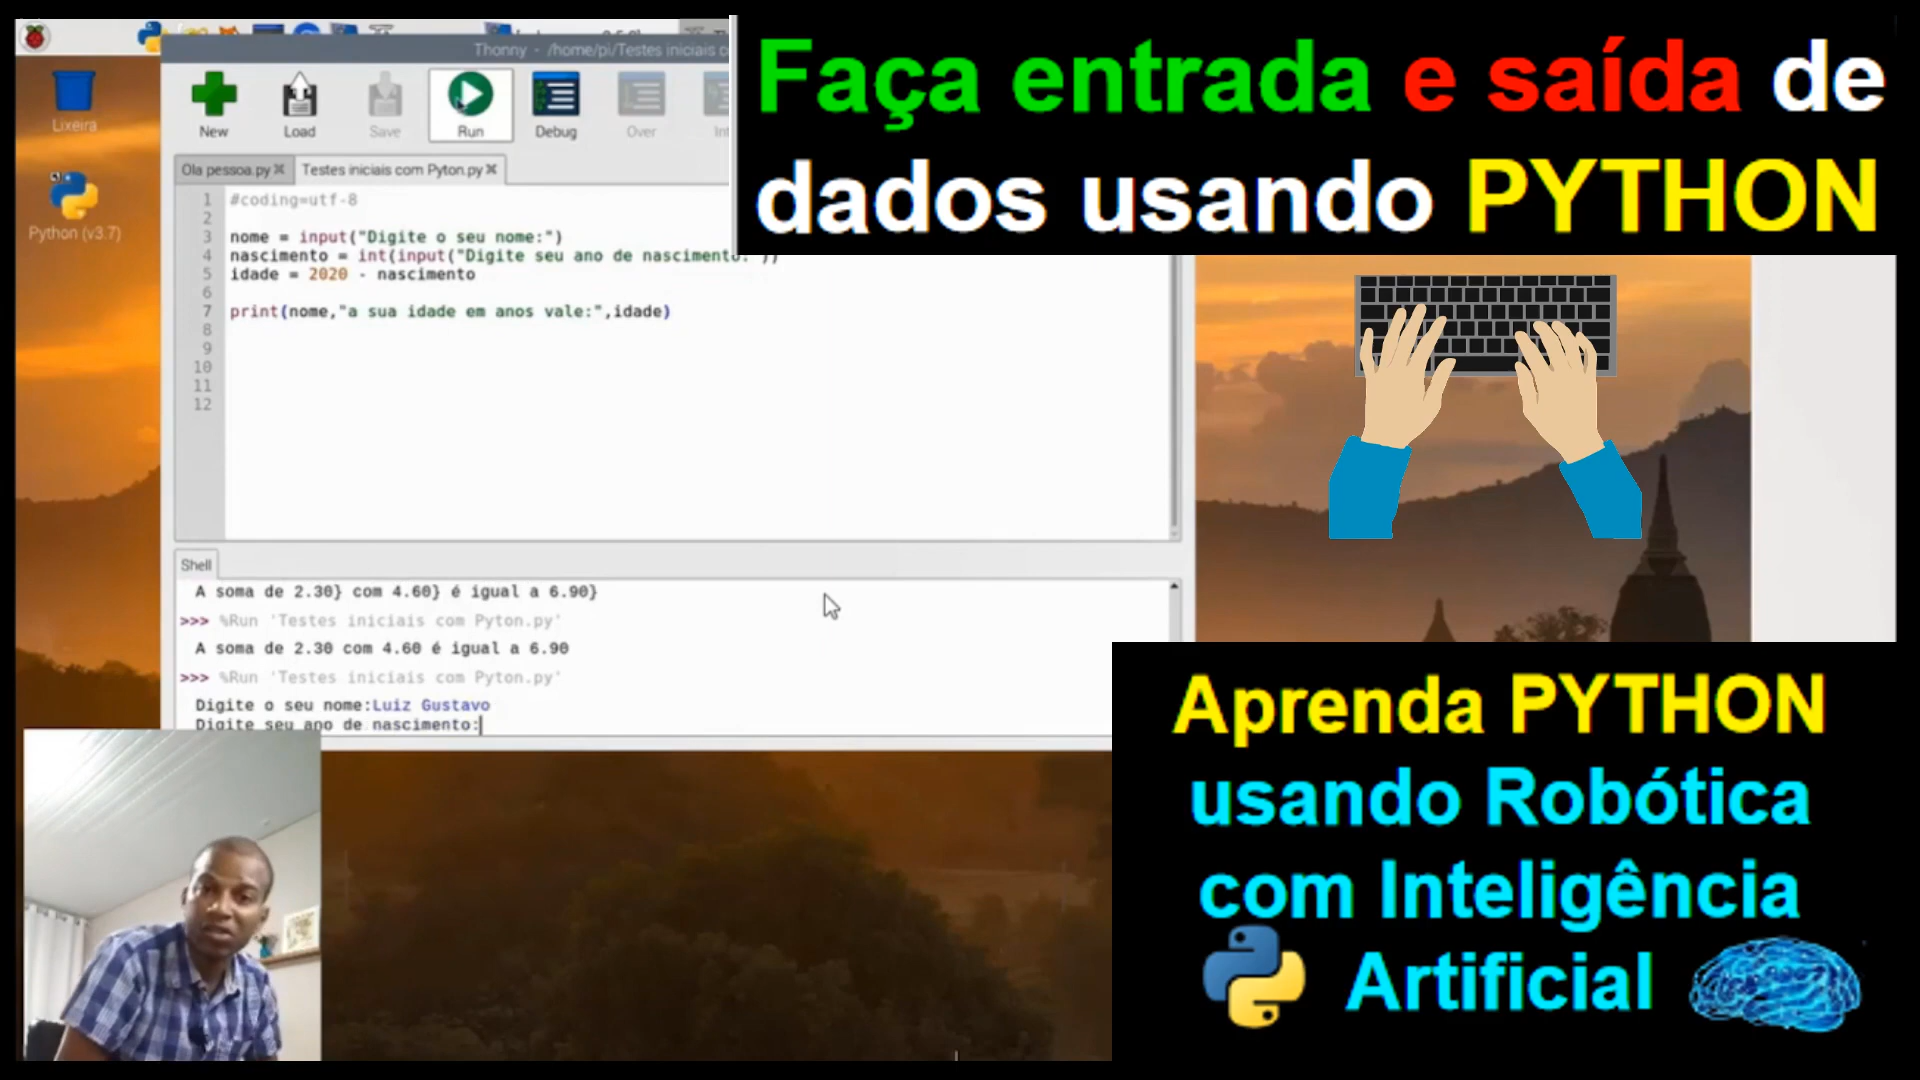 Faça entrada e saída de
dados usando PYTHON
Thonny - /home/pi/Testes iniciais
Lixeira
Python (v3.7)
New
Load
Save
Run
Debug
Over
Ola pessoa.py
Testes iniciais com Pyton.py
1 #coding=utf-8
2
3 nome = input("Digite o seu nome:")
4 nascimento = int(input("Digite seu ano de nascimento:"))
5 idade = 2020 - nascimento
6
7 print(nome,"a sua idade em anos vale:",idade)
8
9
10
11
12
Shell
A soma de 2.30} com 4.60} é igual a 6.90}
>>> %Run 'Testes iniciais com Pyton.py'
A soma de 2.30 com 4.60 é igual a 6.90
>>> %Run 'Testes iniciais com Pyton.py'
Digite o seu nome:Luiz Gustavo
Digite seu ano de nascimento:
Aprenda PYTHON
usando Robótica
com Inteligência
Artificial